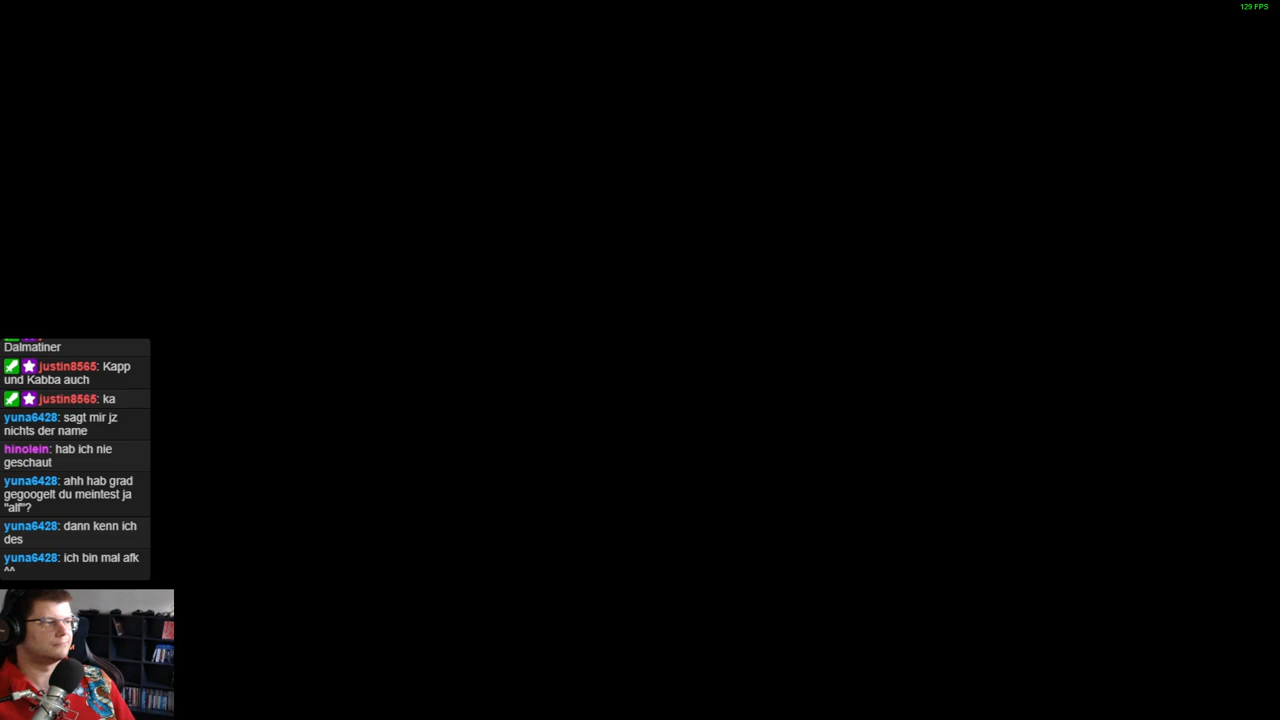 129 FPS
Dalmatiner
justin8565: Kapp
und Kabba auch
justin8565: ka
yuna6428: sagt mir jz
nichts der name
hinolein: hab ich nie
geschaut
yuna6428: ahh hab grad
gegoogelt du meintest ja
"alf"?
yuna6428: dann kenn ich
des
yuna6428: ich bin mal afk
^^